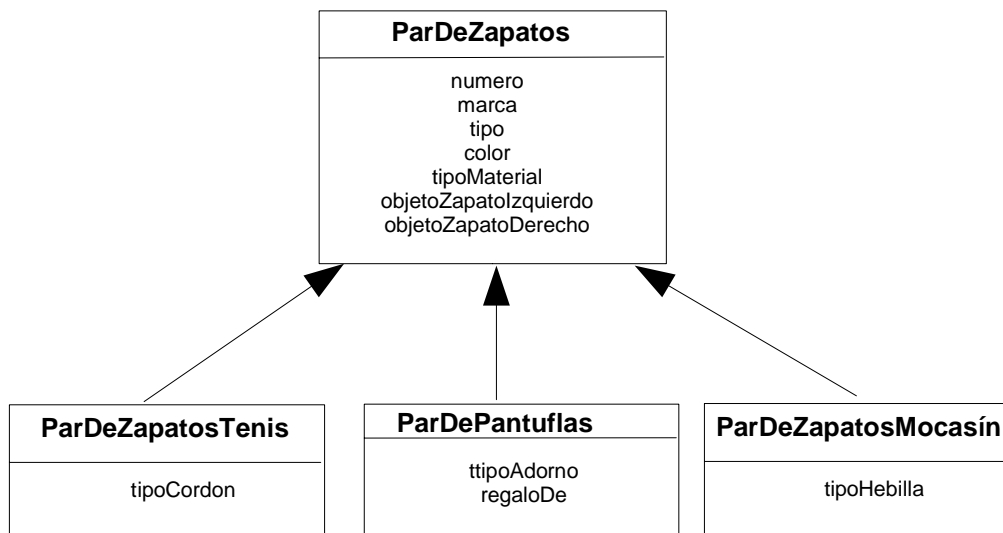 ParDeZapatos
numero
marca
tipo
color
tipoMaterial
objetoZapatoIzquierdo
objetoZapatoDerecho
ParDeZapatosTenis
tipoCordon
ParDePantuflas
ttipoAdorno
regaloDe
ParDeZapatosMocasín
tipoHebilla